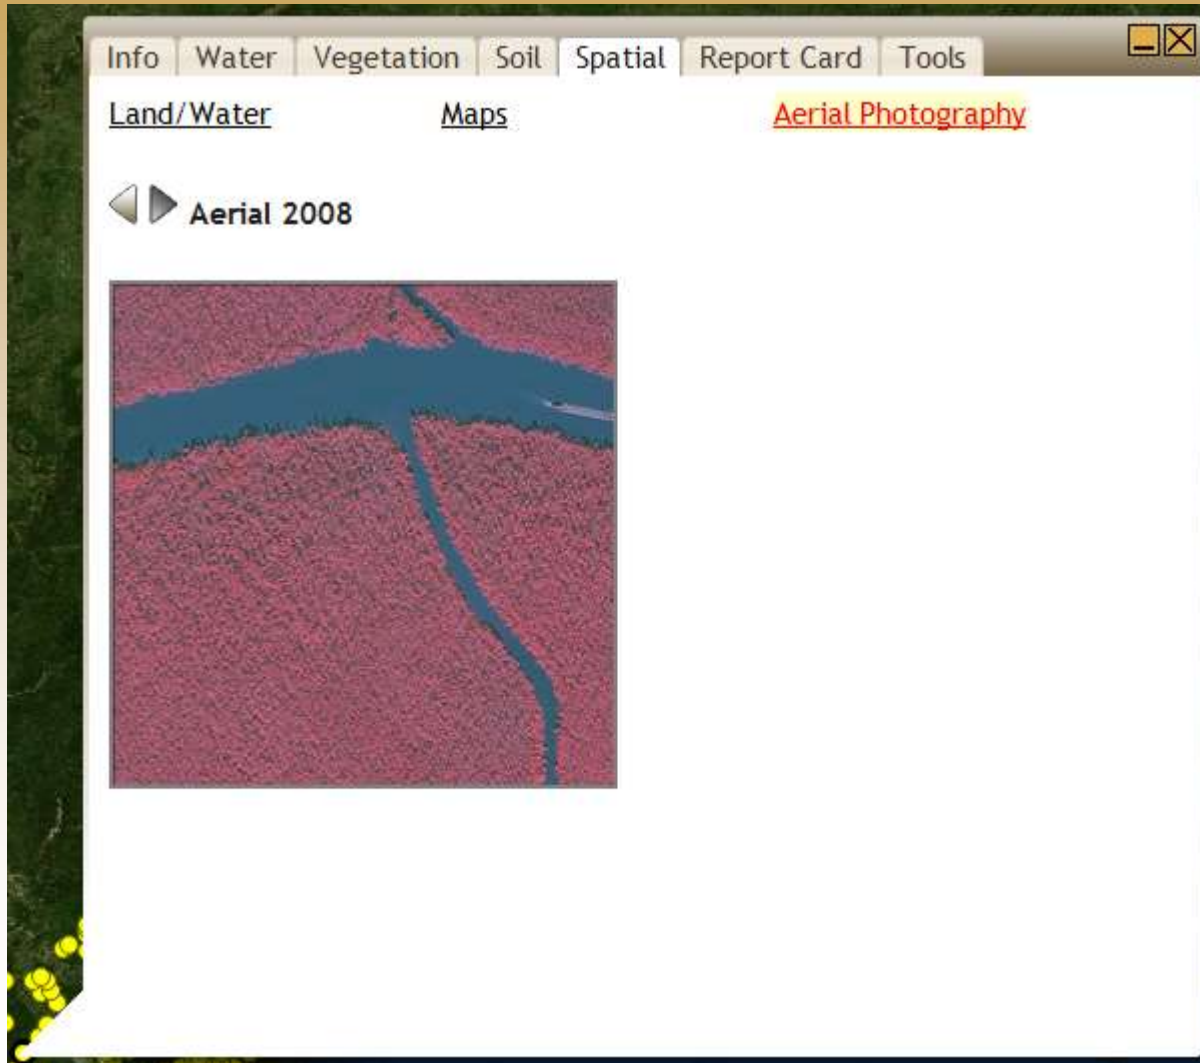 Info Water Vegetation Soil Spatial Report Card Tools
Land/Water Maps Aerial Photography
Aerial 2008